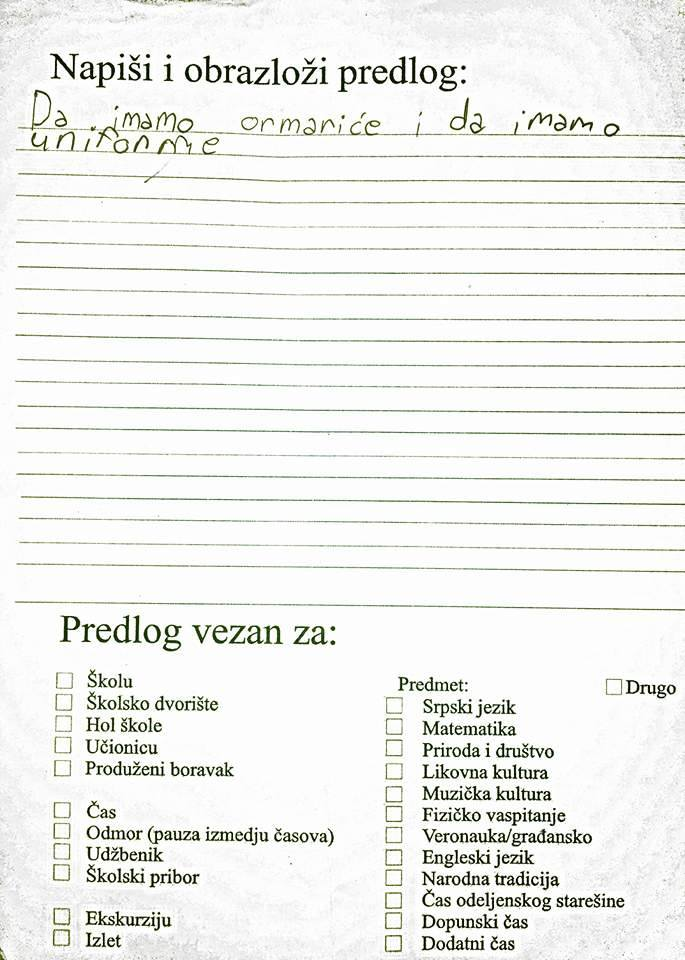 Napiši i obrazloži predlog:
Da imamo ormariće i da imamo
uniforme
Predlog vezan za:
Školu
Školsko dvorište
Hol škole
Učionicu
Produženi boravak
Čas
Odmor (pauza izmedju časova)
Udžbenik
Školski pribor
Ekskurziju
Izlet
Predmet:
Srpski jezik
Matematika
Priroda i društvo
Likovna kultura
Muzička kultura
Fizičko vaspitanje
Veronauka/građansko
Engleski jezik
Narodna tradicija
Čas odeljenskog starešine
Dopunski čas
Dodatni čas
Drugo